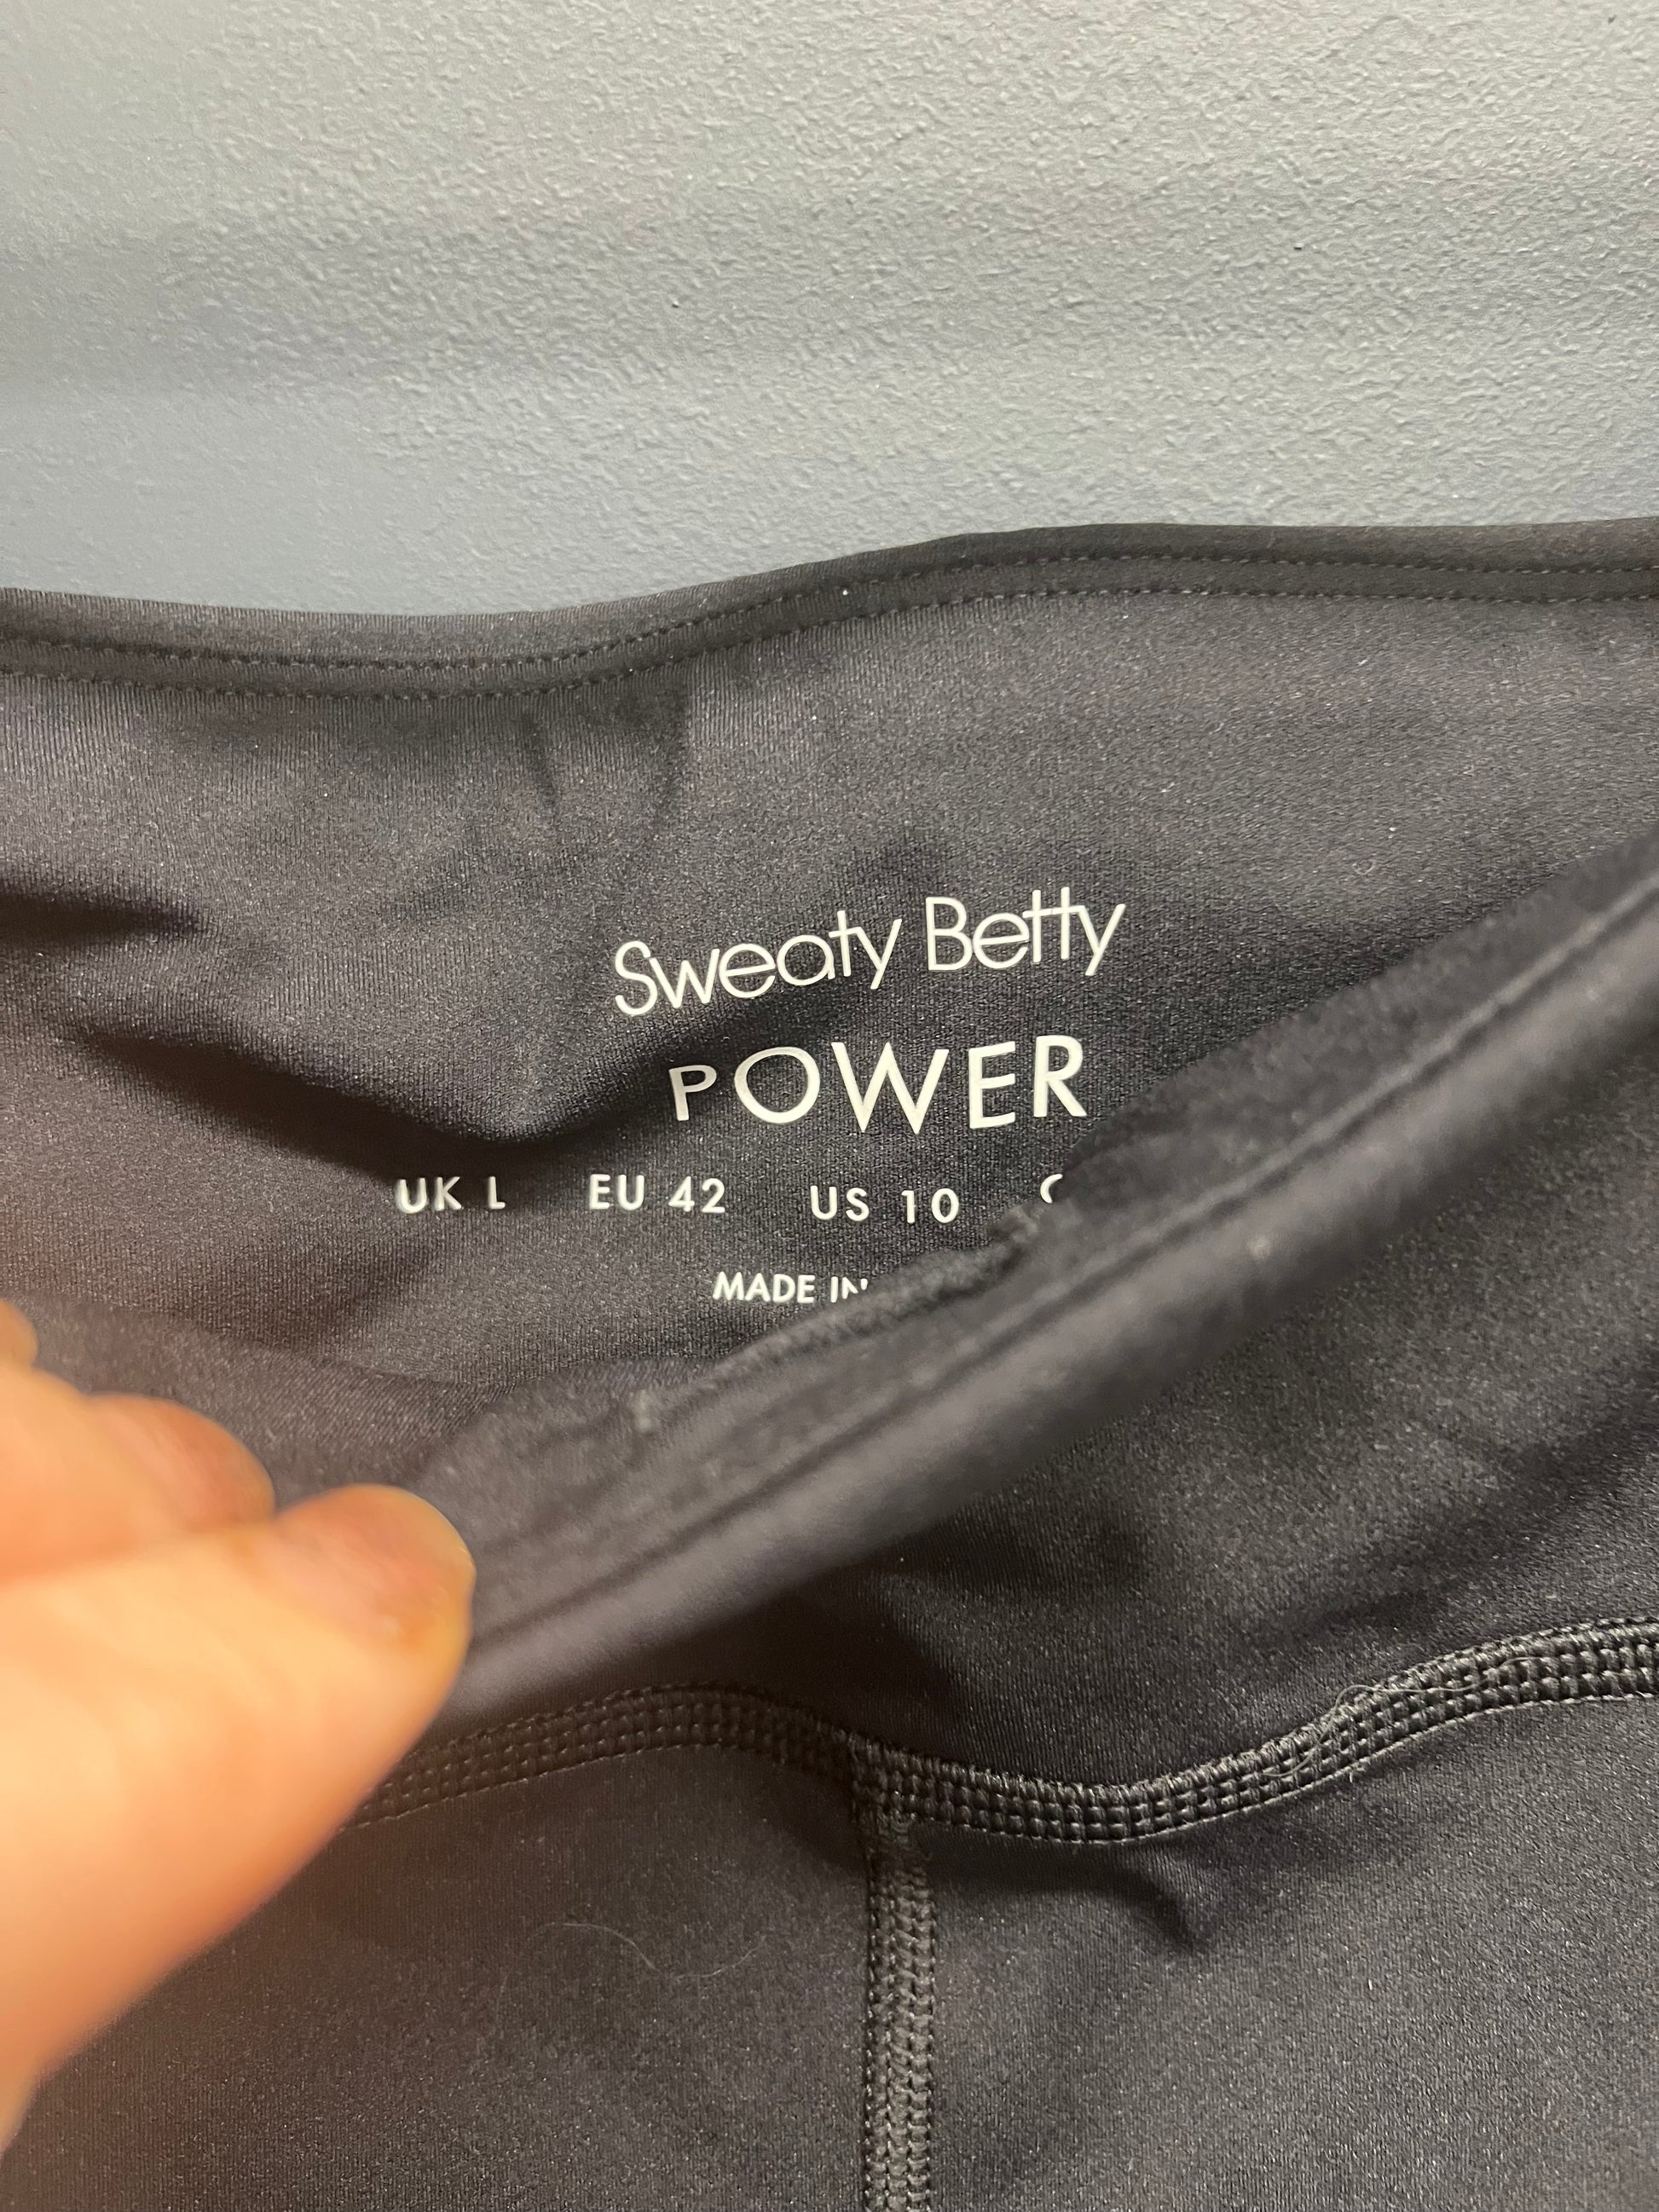 Sweaty Betty
POWER
UK L EU 42 US 10
MADE IN